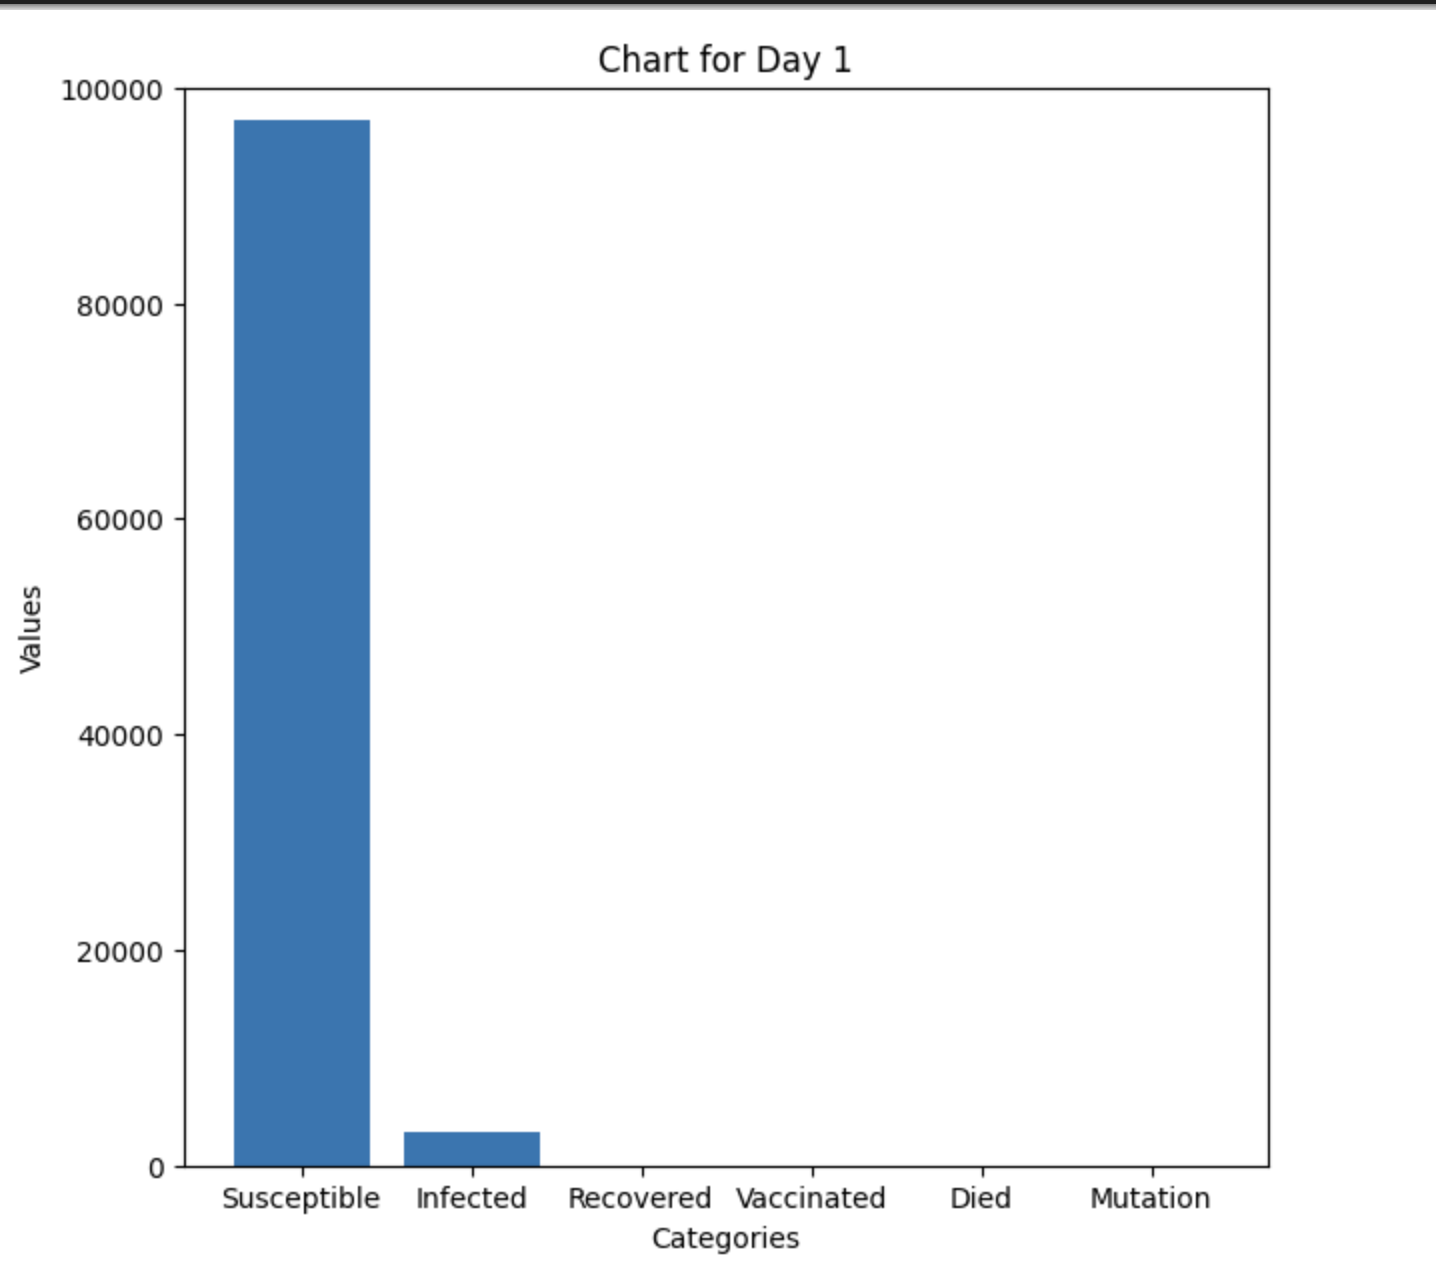 Chart for Day 1
100000
80000
60000
40000
20000
0
Values
Susceptible Infected Recovered Vaccinated Died Mutation
Categories